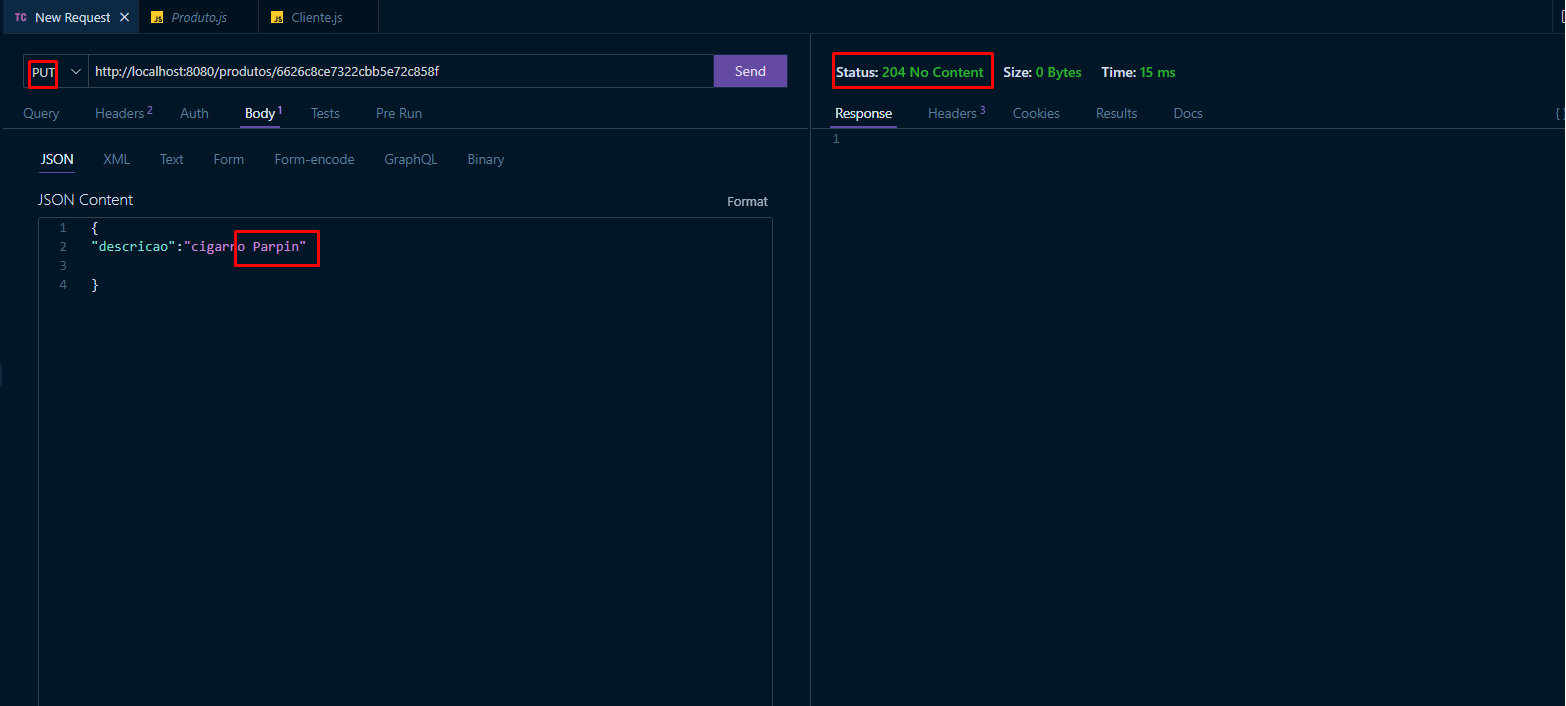 TC New Request
JS Produto.js
JS Cliente.js
PUT
http://localhost:8080/produtos/6626c8ce7322cbb5e72c858f
Send
Query
Headers 2
Auth
Body 1
Tests
Pre Run
JSON
XML
Text
Form
Form-encode
GraphQL
Binary
JSON Content
Format
1 {
2 "descricao":"cigarro Parpin"
3
4 }
Status: 204 No Content Size: 0 Bytes Time: 15 ms
Response
Headers 3
Cookies
Results
Docs
{ }
1